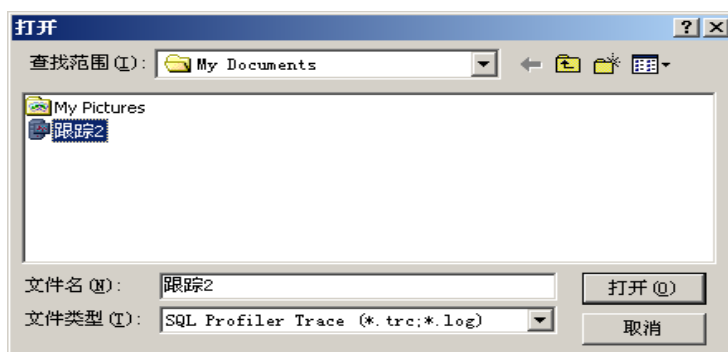 打开
查找范围(I): My Documents
My Pictures
跟踪2
文件名(N): 跟踪2 打开(O)
文件类型(T): SQL Profiler Trace (*.trc;*.log) 取消